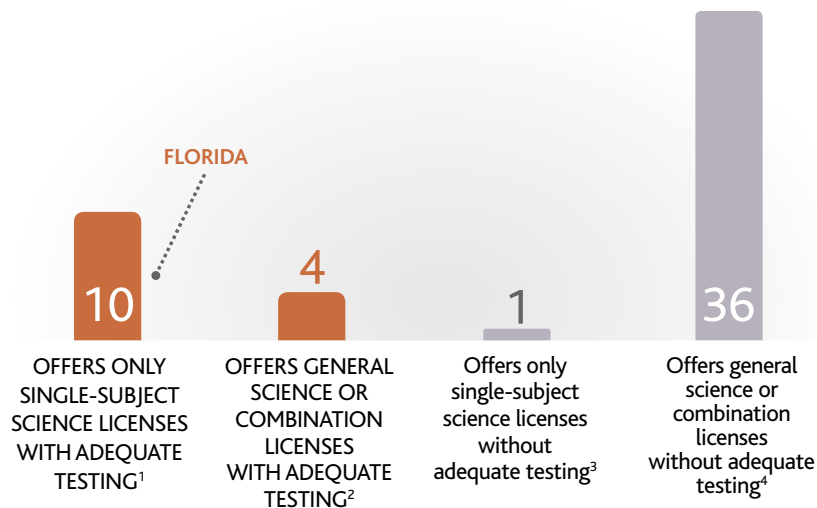 FLORIDA
10
4
1
36
OFFERS ONLY
SINGLE-SUBJECT
SCIENCE LICENSES
WITH ADEQUATE
TESTING1
OFFERS GENERAL
SCIENCE OR
COMBINATION
LICENSES
WITH ADEQUATE
TESTING2
Offers only
single-subject
science licenses
without
adequate testing3
Offers general
science or
combination
licenses
without adequate
testing4